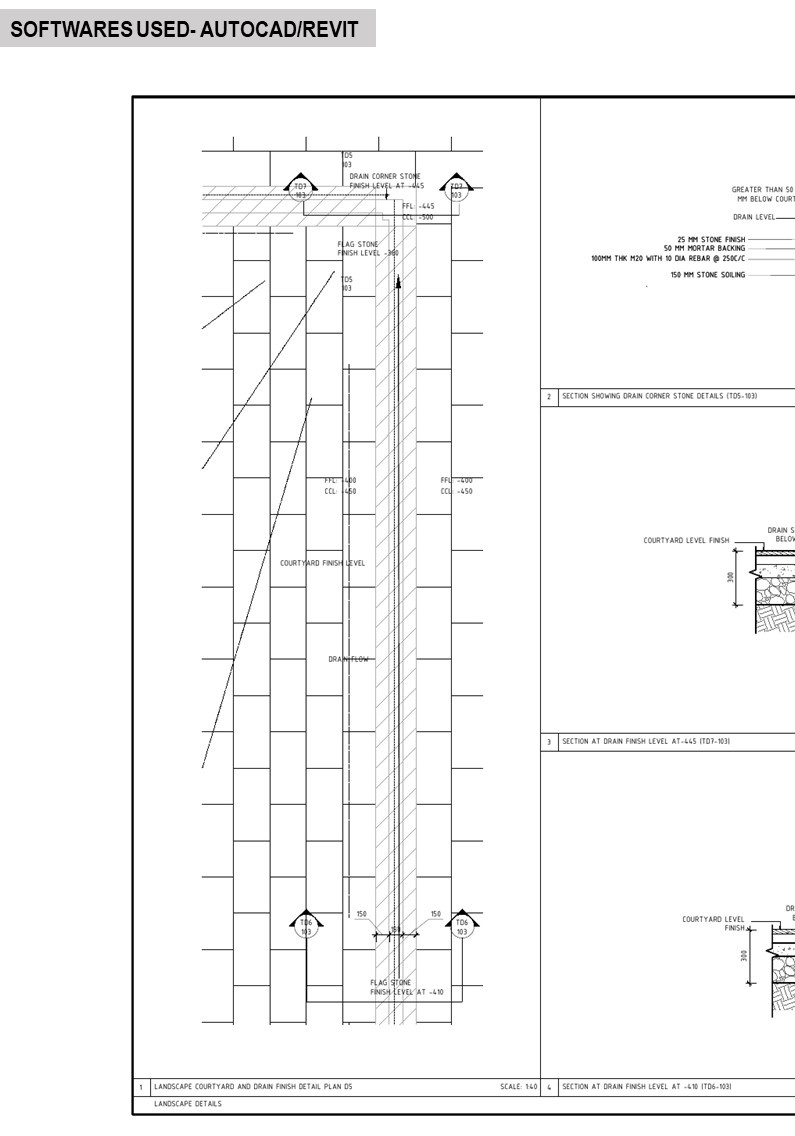 SOFTWARES USED- AUTOCAD/REVIT
TD5
103
DRAIN CORNER STONE
FINISH LEVEL AT -445
TD7
103
TD7
103
FFL: -445
CCL: -500
FLAG STONE
FINISH LEVEL -360
TD5
103
FFL: -400
CCL: -450
FFL: -400
CCL: -450
COURTYARD FINISH LEVEL
DRAIN FLOW
150
150
TD6
103
TD6
103
FLAG STONE
FINISH LEVEL AT -410
1 LANDSCAPE COURTYARD AND DRAIN FINISH DETAIL PLAN D5 SCALE: 1:40
LANDSCAPE DETAILS
GREATER THAN 50
MM BELOW COURT
DRAIN LEVEL
25 MM STONE FINISH
50 MM MORTAR BACKING
100MM THK M20 WITH 10 DIA REBAR @ 250C/C
150 MM STONE SOILING
2 SECTION SHOWING DRAIN CORNER STONE DETAILS (TD5-103)
DRAIN S
BELOW
COURTYARD LEVEL FINISH
300
3 SECTION AT DRAIN FINISH LEVEL AT-445 (TD7-103)
DR
COURTYARD LEVEL
FINISH
300
4 SECTION AT DRAIN FINISH LEVEL AT -410 (TD6-103)